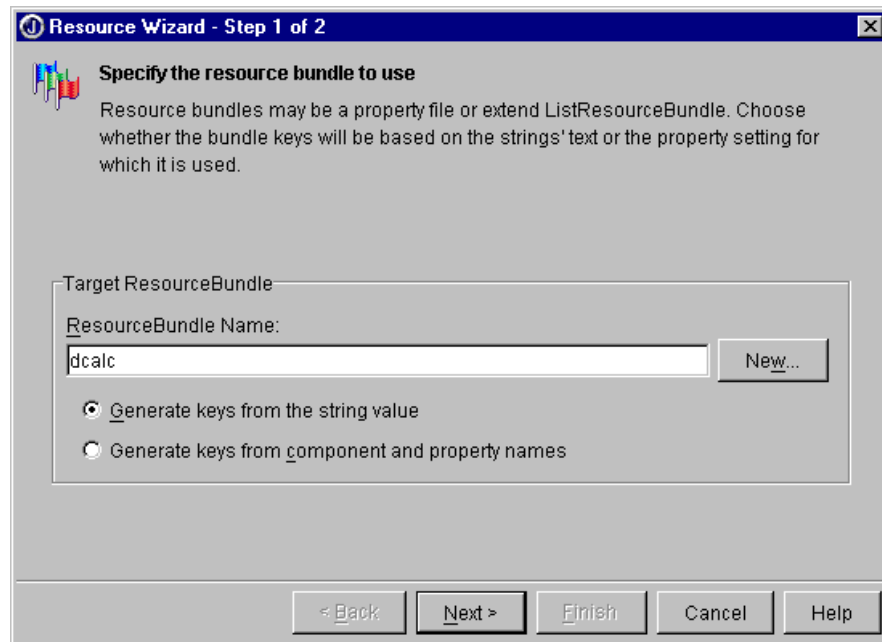 Resource Wizard - Step 1 of 2
Specify the resource bundle to use
Resource bundles may be a property file or extend ListResourceBundle. Choose
whether the bundle keys will be based on the strings' text or the property setting for
which it is used.
Target ResourceBundle
ResourceBundle Name:
dcalc
New...
Generate keys from the string value
Generate keys from component and property names
< Back
Next >
Finish
Cancel
Help